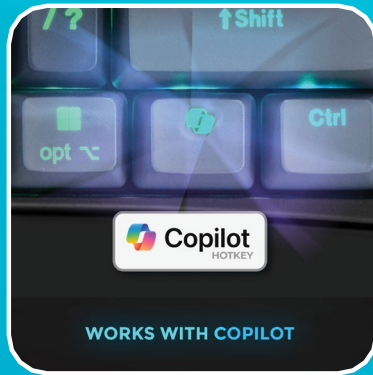 / ?
⇧Shift
opt ⌥
Ctrl
Copilot
HOTKEY
WORKS WITH COPILOT